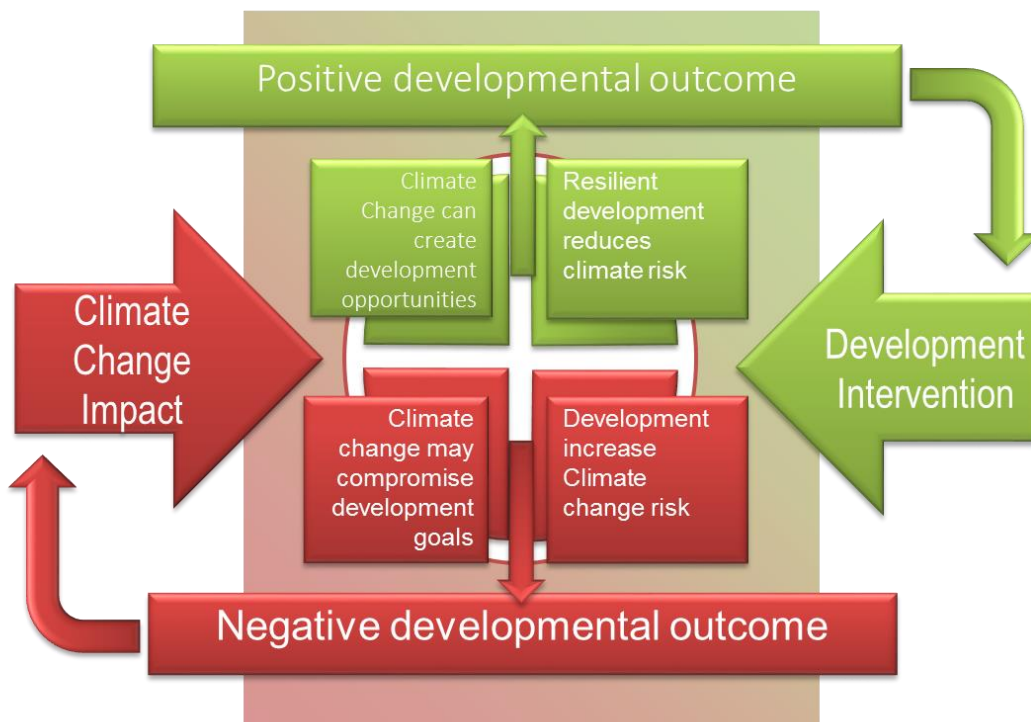 Positive developmental outcome
Climate
Change can
create
development
opportunities
Resilient
development
reduces
climate risk
Climate
Change
Impact
Development
Intervention
Climate
change may
compromise
development
goals
Development
increase
Climate
change risk
Negative developmental outcome